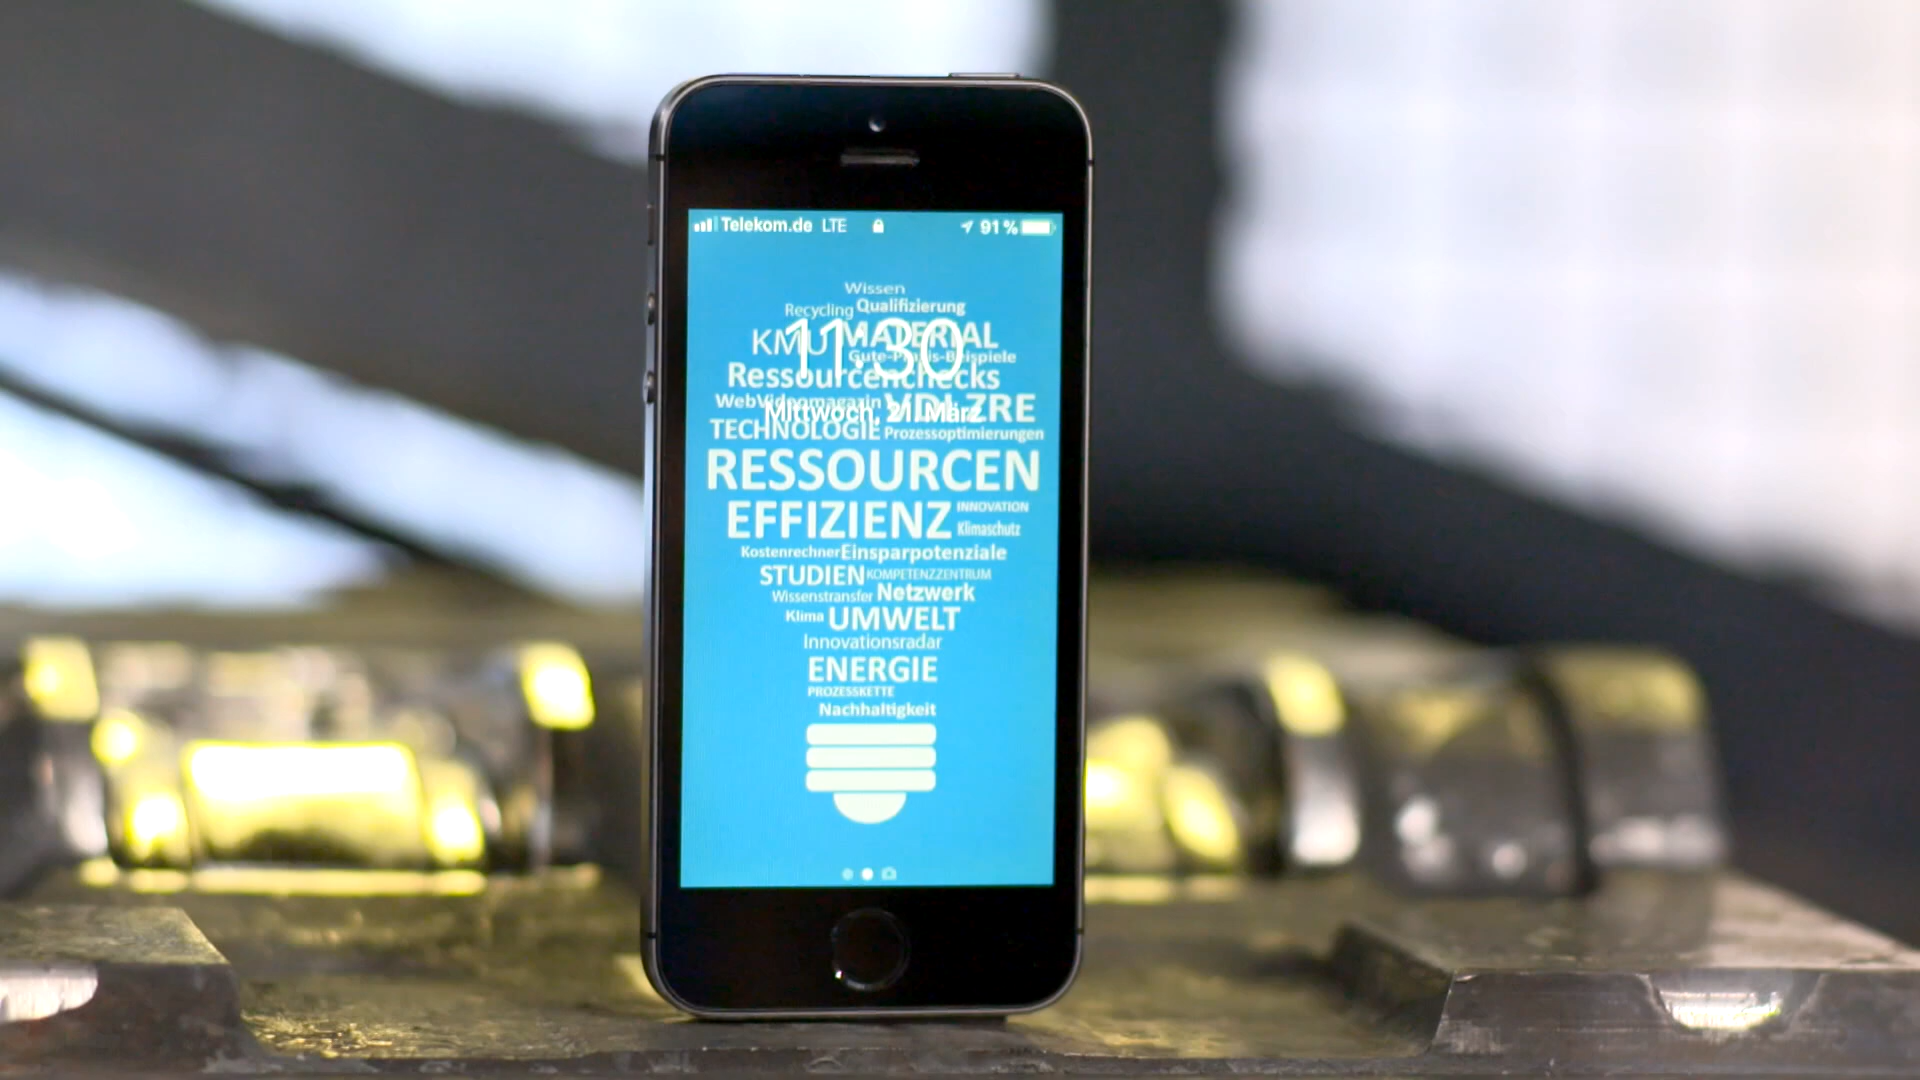 Telekom.de LTE 91 %
Wissen
Recycling Qualifizierung
KMU MATERIAL
11:30
Gute-Praxis-Beispiele
Ressourcenchecks
WebVideomagazin VDI ZRE
Mittwoch, 21. März
TECHNOLOGIE Prozessoptimierungen
RESSOURCEN
EFFIZIENZ INNOVATION
Klimaschutz
Kostenrechner Einsparpotenziale
STUDIEN KOMPETENZZENTRUM
Wissenstransfer Netzwerk
Klima UMWELT
Innovationsradar
ENERGIE
PROZESSKETTE
Nachhaltigkeit